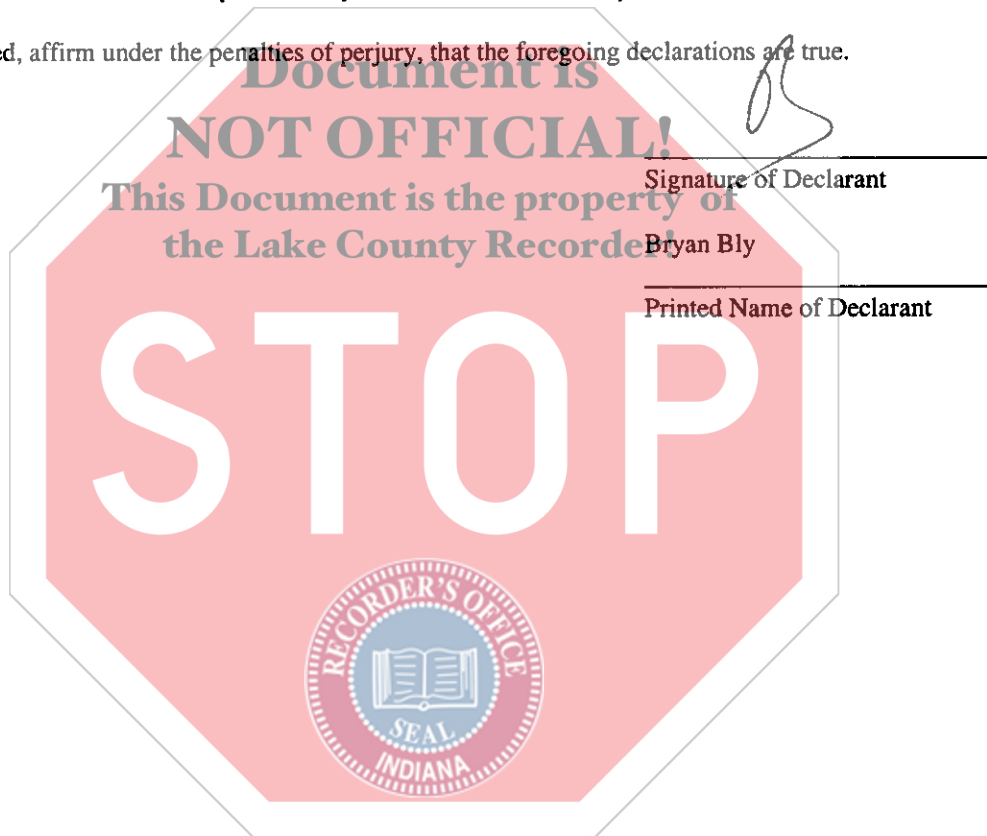 ed, affirm under the penalties of perjury, that the foregoing declarations are true.
Document is
NOT OFFICIAL!
This Document is the property of
the Lake County Recorder!
Signature of Declarant
Bryan Bly
Printed Name of Declarant
STOP
RECORDER'S OFFICE
SEAL
INDIANA